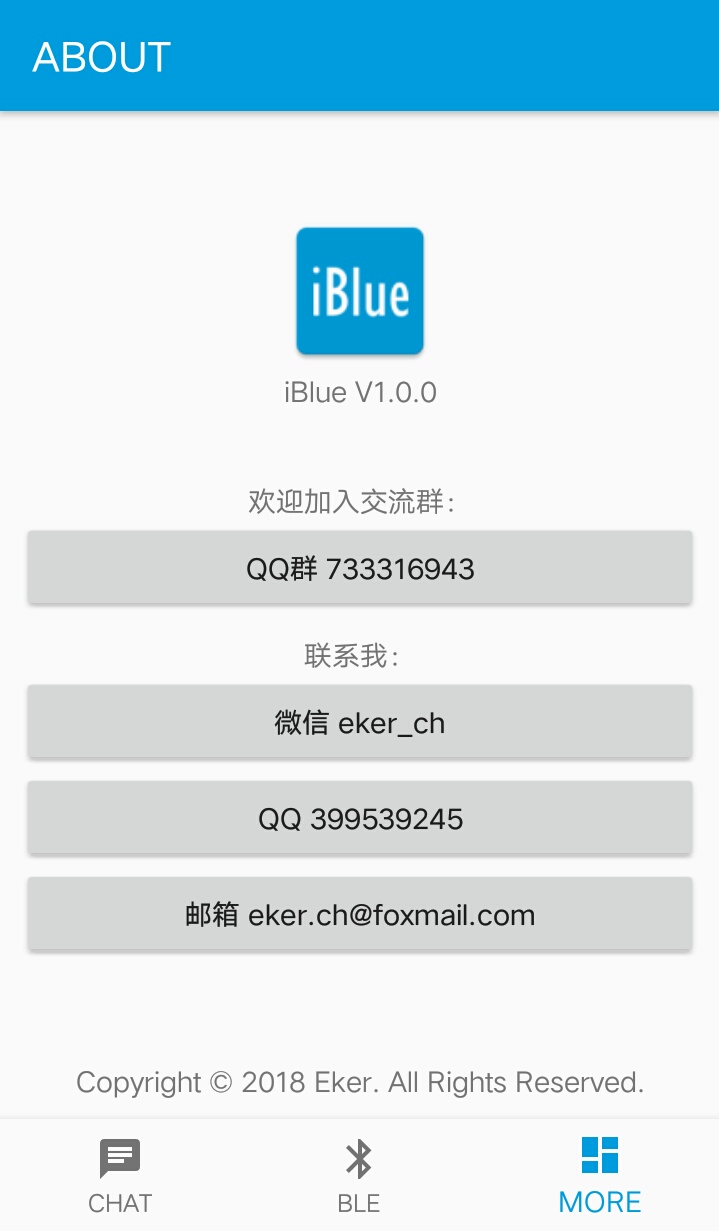 ABOUT
iBlue
iBlue V1.0.0
欢迎加入交流群：
QQ群 733316943
联系我：
微信 eker_ch
QQ 399539245
邮箱 eker.ch@foxmail.com
Copyright © 2018 Eker. All Rights Reserved.
CHAT
BLE
MORE